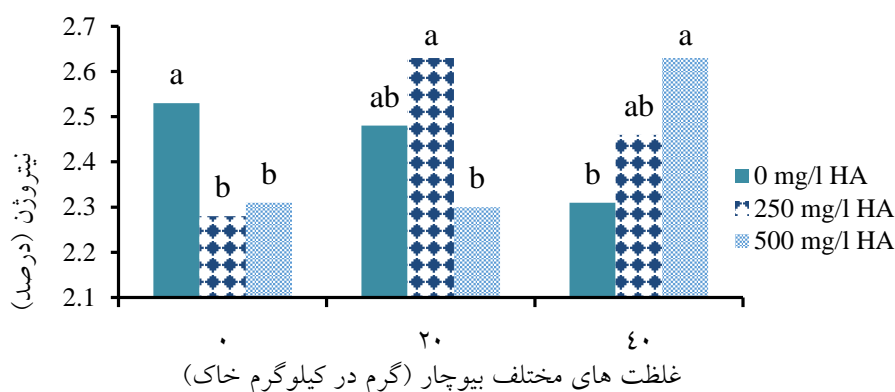 نیتروژن (درصد)
2.7
2.6
2.5
2.4
2.3
2.2
2.1
a
b
b
ab
a
b
b
ab
a
۰
۲۰
٤۰
غلظت های مختلف بیوچار (گرم در کیلوگرم خاک)
0 mg/l HA
250 mg/l HA
500 mg/l HA